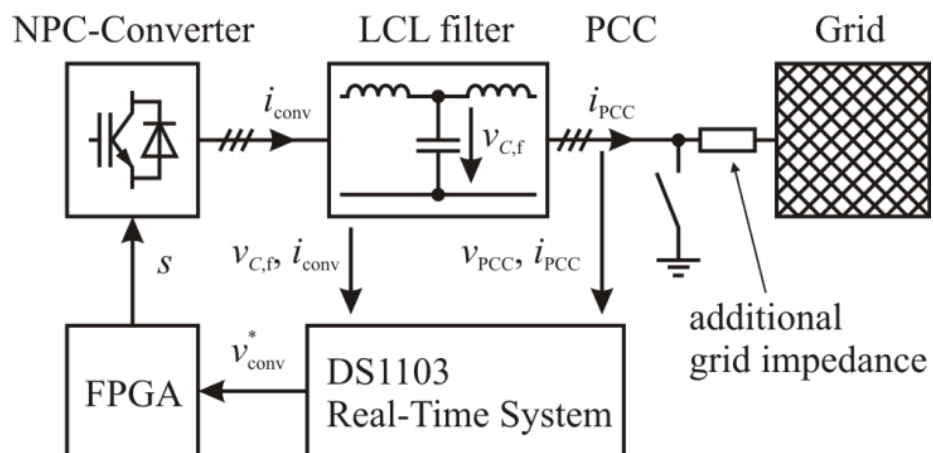 NPC-Converter
LCL filter
PCC
Grid
i_conv
v_C,f
i_PCC
s
v_C,f, i_conv
v_PCC, i_PCC
additional
grid impedance
v*_conv
FPGA
DS1103
Real-Time System